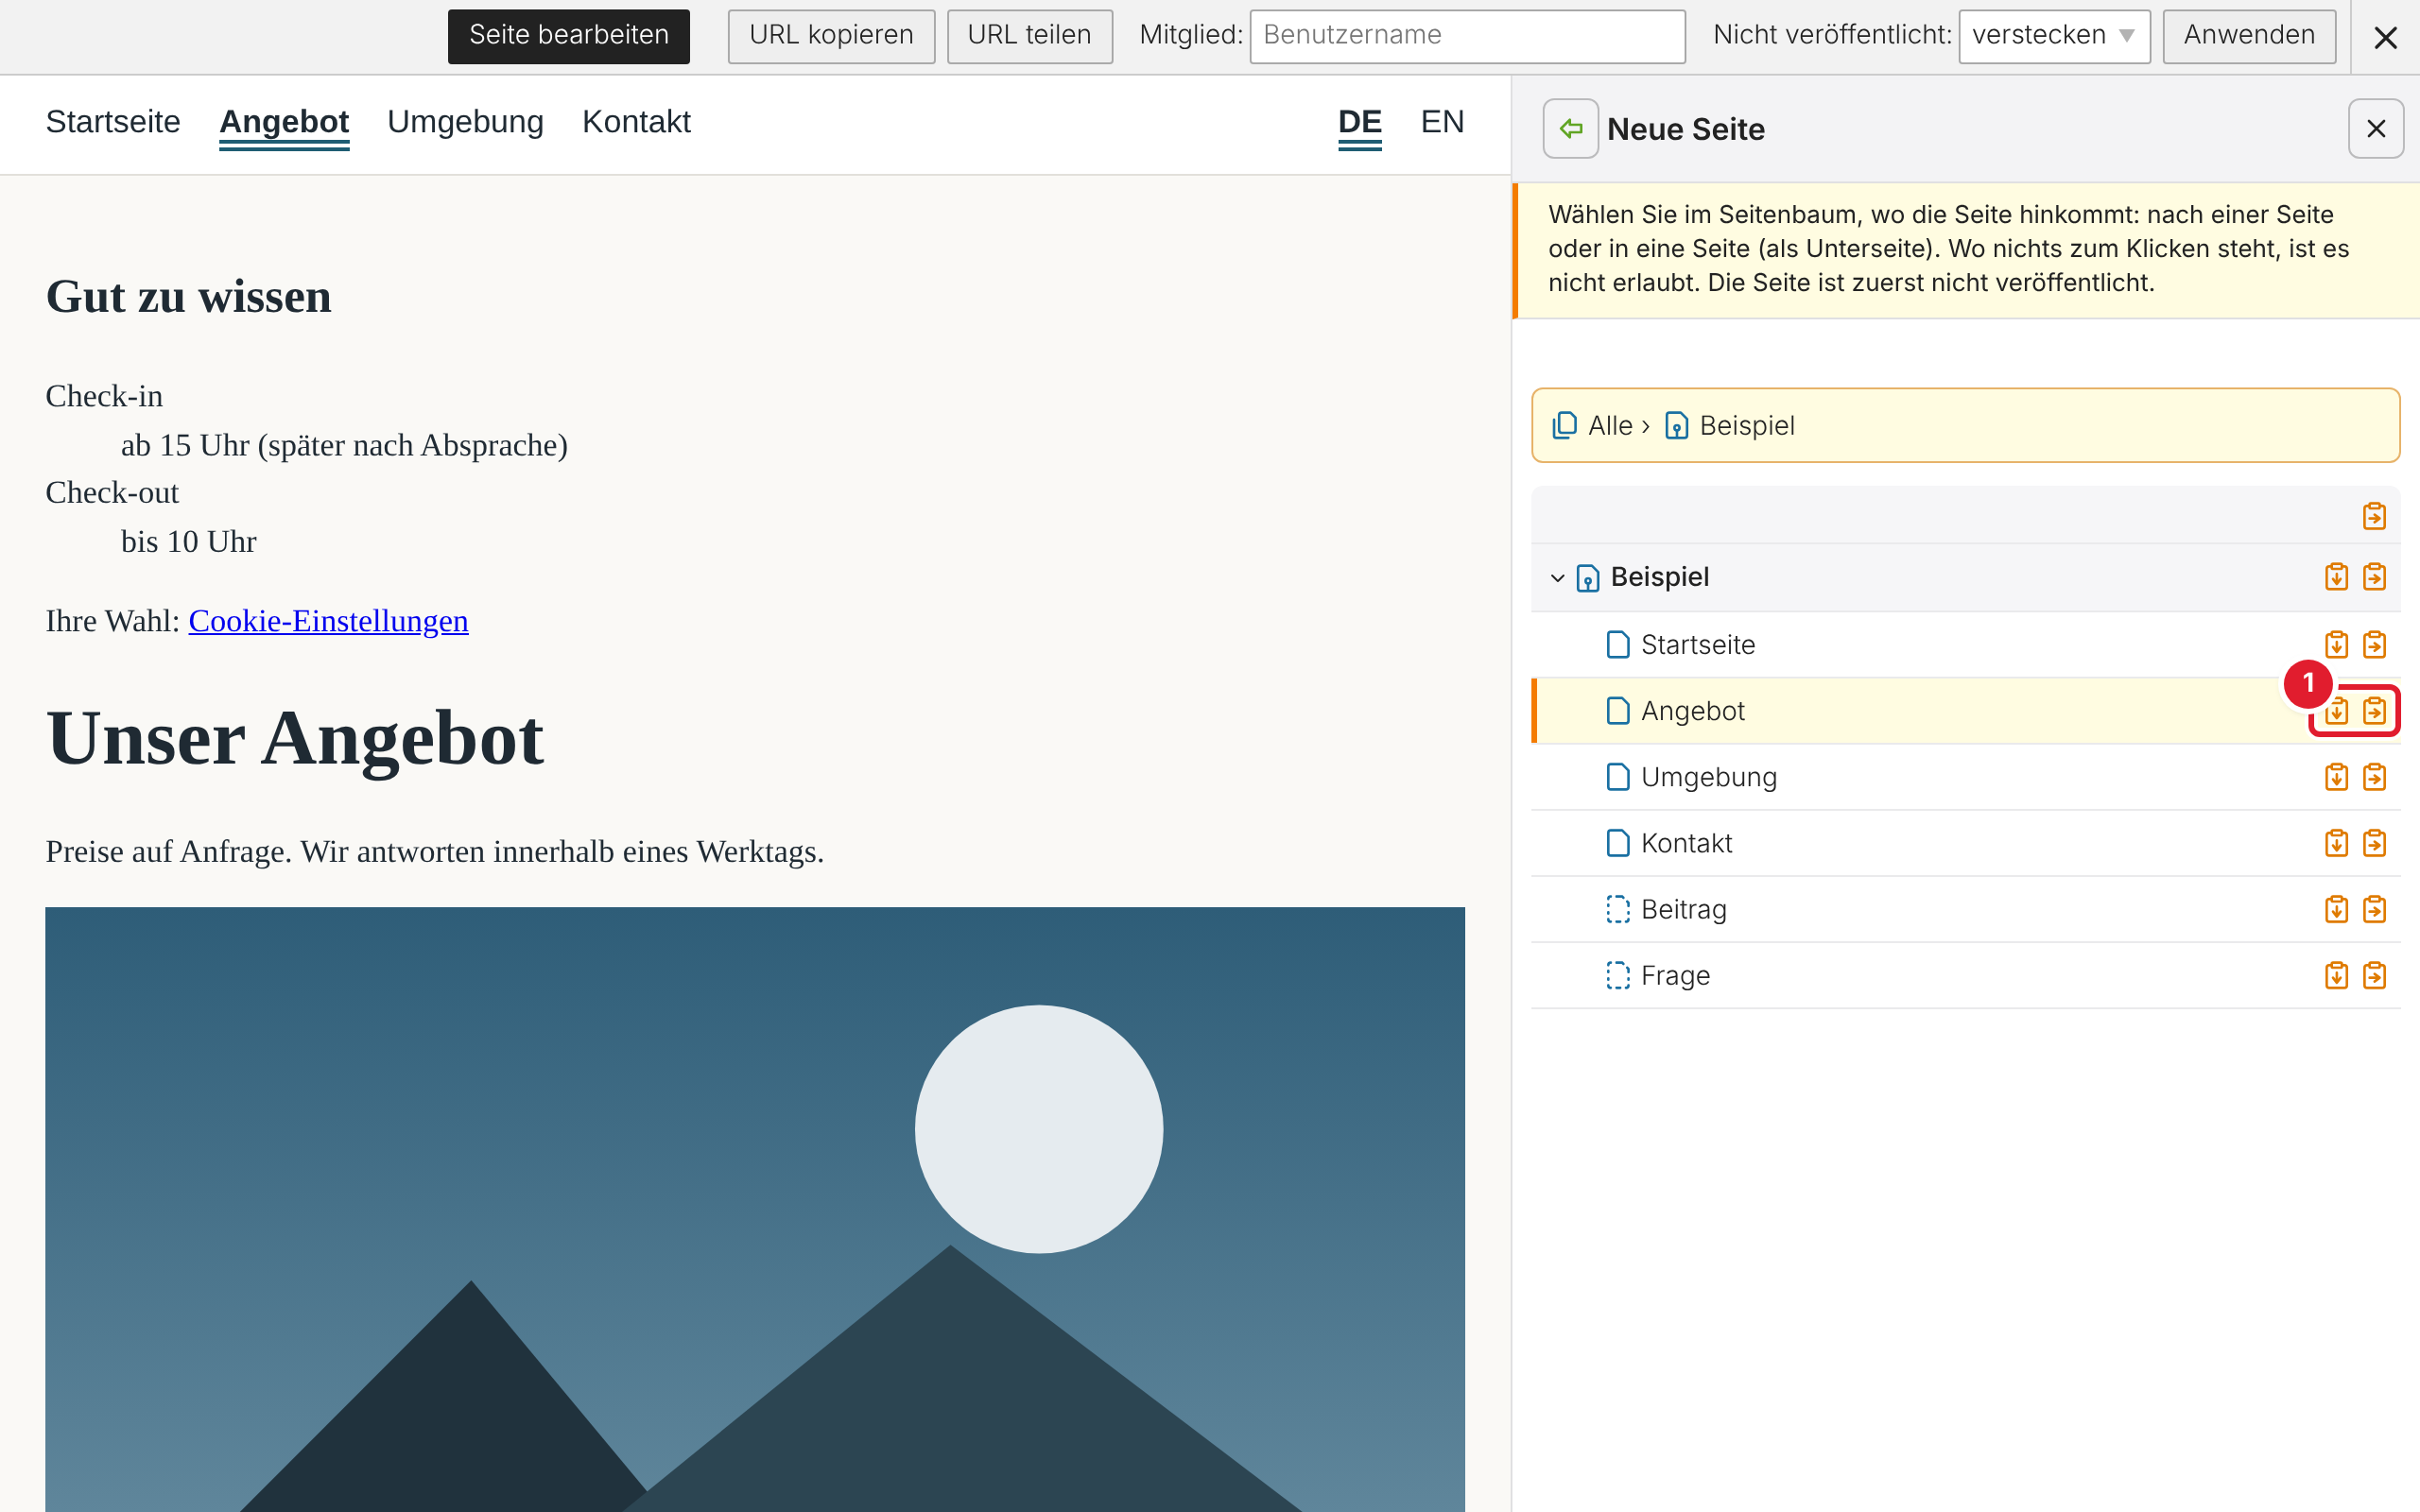 Seite bearbeiten
URL kopieren
URL teilen
Mitglied:
Benutzername
Nicht veröffentlicht:
verstecken
Anwenden
Startseite
Angebot
Umgebung
Kontakt
DE
EN
Gut zu wissen
Check-in
ab 15 Uhr (später nach Absprache)
Check-out
bis 10 Uhr
Ihre Wahl: Cookie-Einstellungen
Unser Angebot
Preise auf Anfrage. Wir antworten innerhalb eines Werktags.
Neue Seite
Wählen Sie im Seitenbaum, wo die Seite hinkommt: nach einer Seite
oder in eine Seite (als Unterseite). Wo nichts zum Klicken steht, ist es
nicht erlaubt. Die Seite ist zuerst nicht veröffentlicht.
Alle › Beispiel
Beispiel
Startseite
1
Angebot
Umgebung
Kontakt
Beitrag
Frage